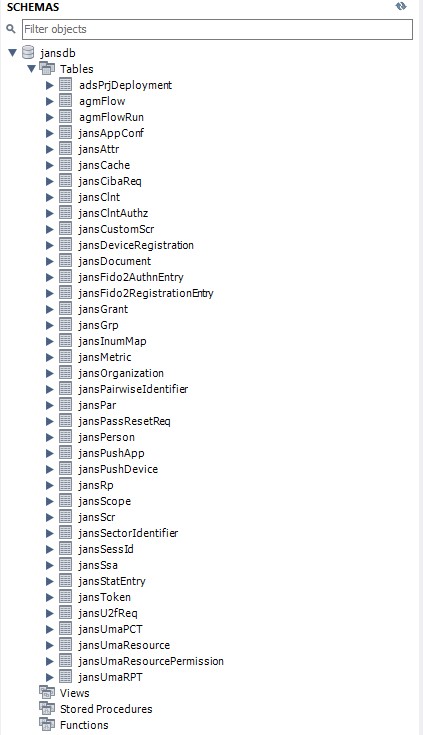 SCHEMAS
Filter objects
jansdb
Tables
adsPrjDeployment
agmFlow
agmFlowRun
jansAppConf
jansAttr
jansCache
jansCibaReq
jansClnt
jansClntAuthz
jansCustomScr
jansDeviceRegistration
jansDocument
jansFido2AuthnEntry
jansFido2RegistrationEntry
jansGrant
jansGrp
jansInumMap
jansMetric
jansOrganization
jansPairwiseIdentifier
jansPar
jansPassResetReq
jansPerson
jansPushApp
jansPushDevice
jansRp
jansScope
jansScr
jansSectorIdentifier
jansSessId
jansSsa
jansStatEntry
jansToken
jansU2fReq
jansUmaPCT
jansUmaResource
jansUmaResourcePermission
jansUmaRPT
Views
Stored Procedures
Functions